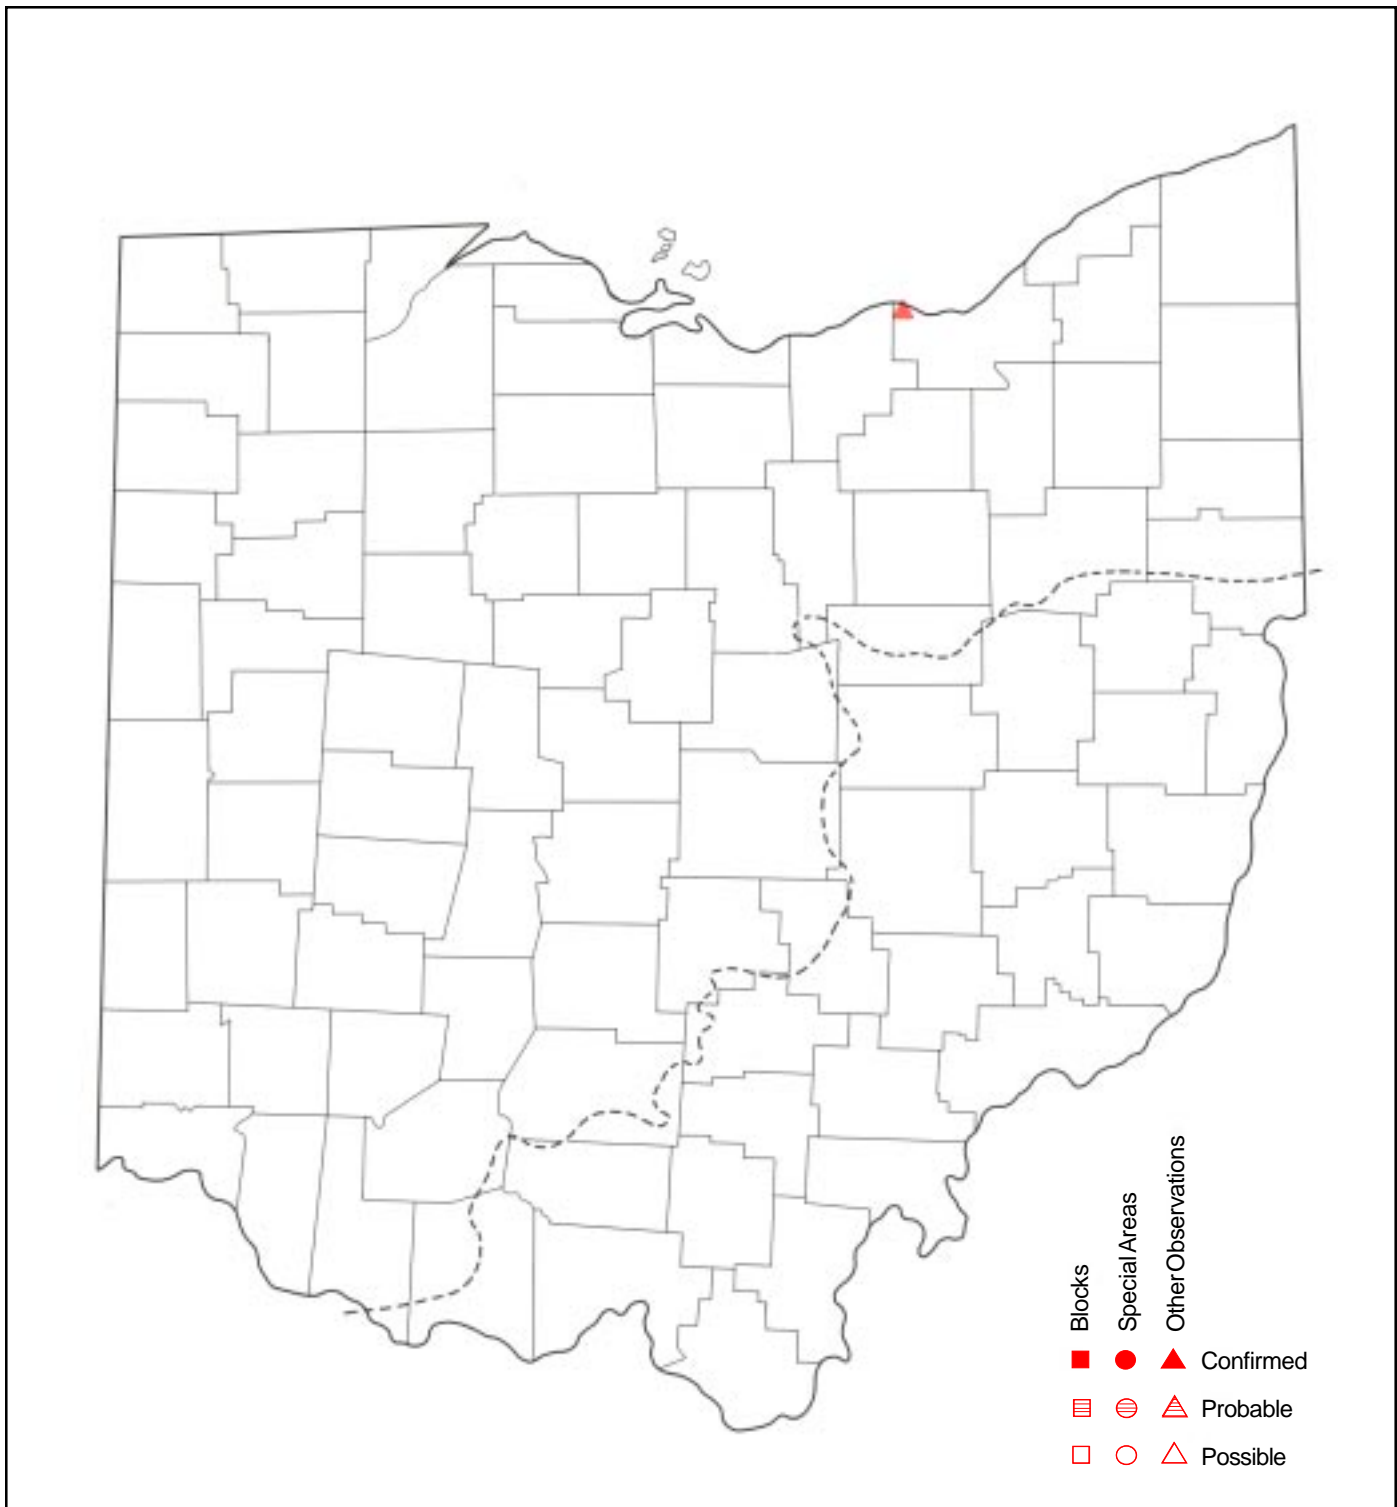 Blocks
Special Areas
Other Observations
Confirmed
Probable
Possible